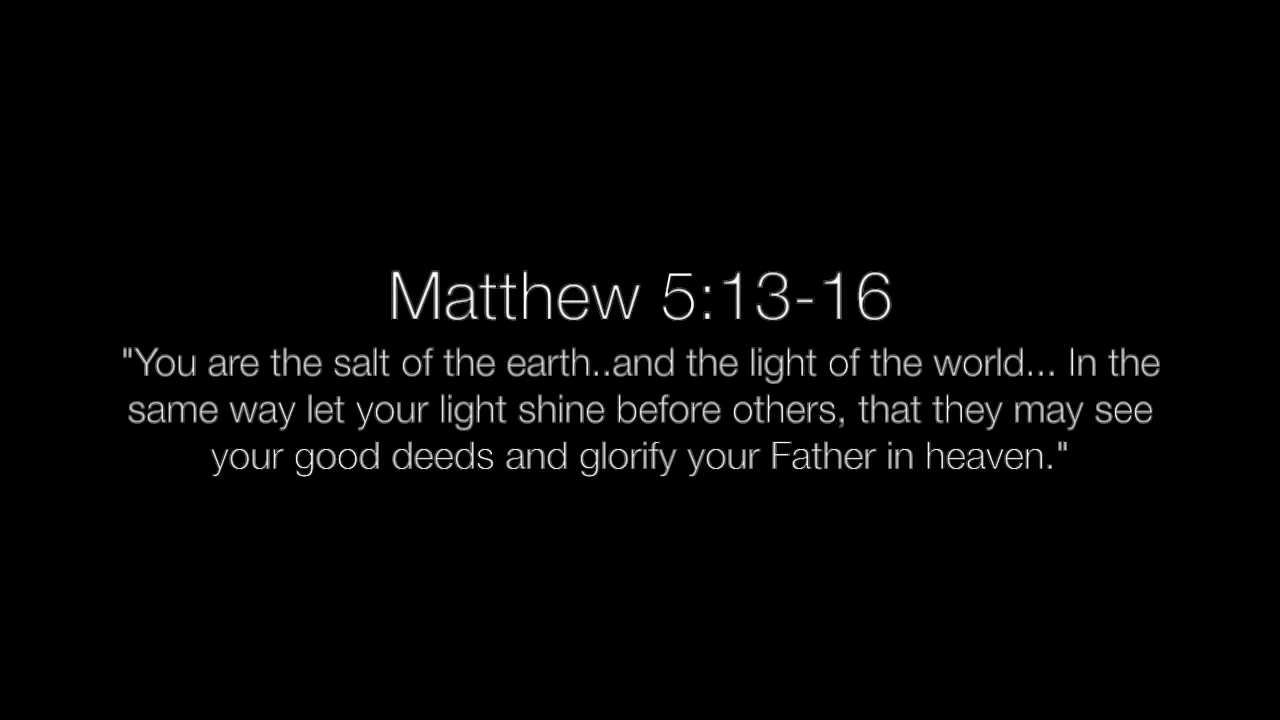 Matthew 5:13-16
"You are the salt of the earth..and the light of the world... In the
same way let your light shine before others, that they may see
your good deeds and glorify your Father in heaven."